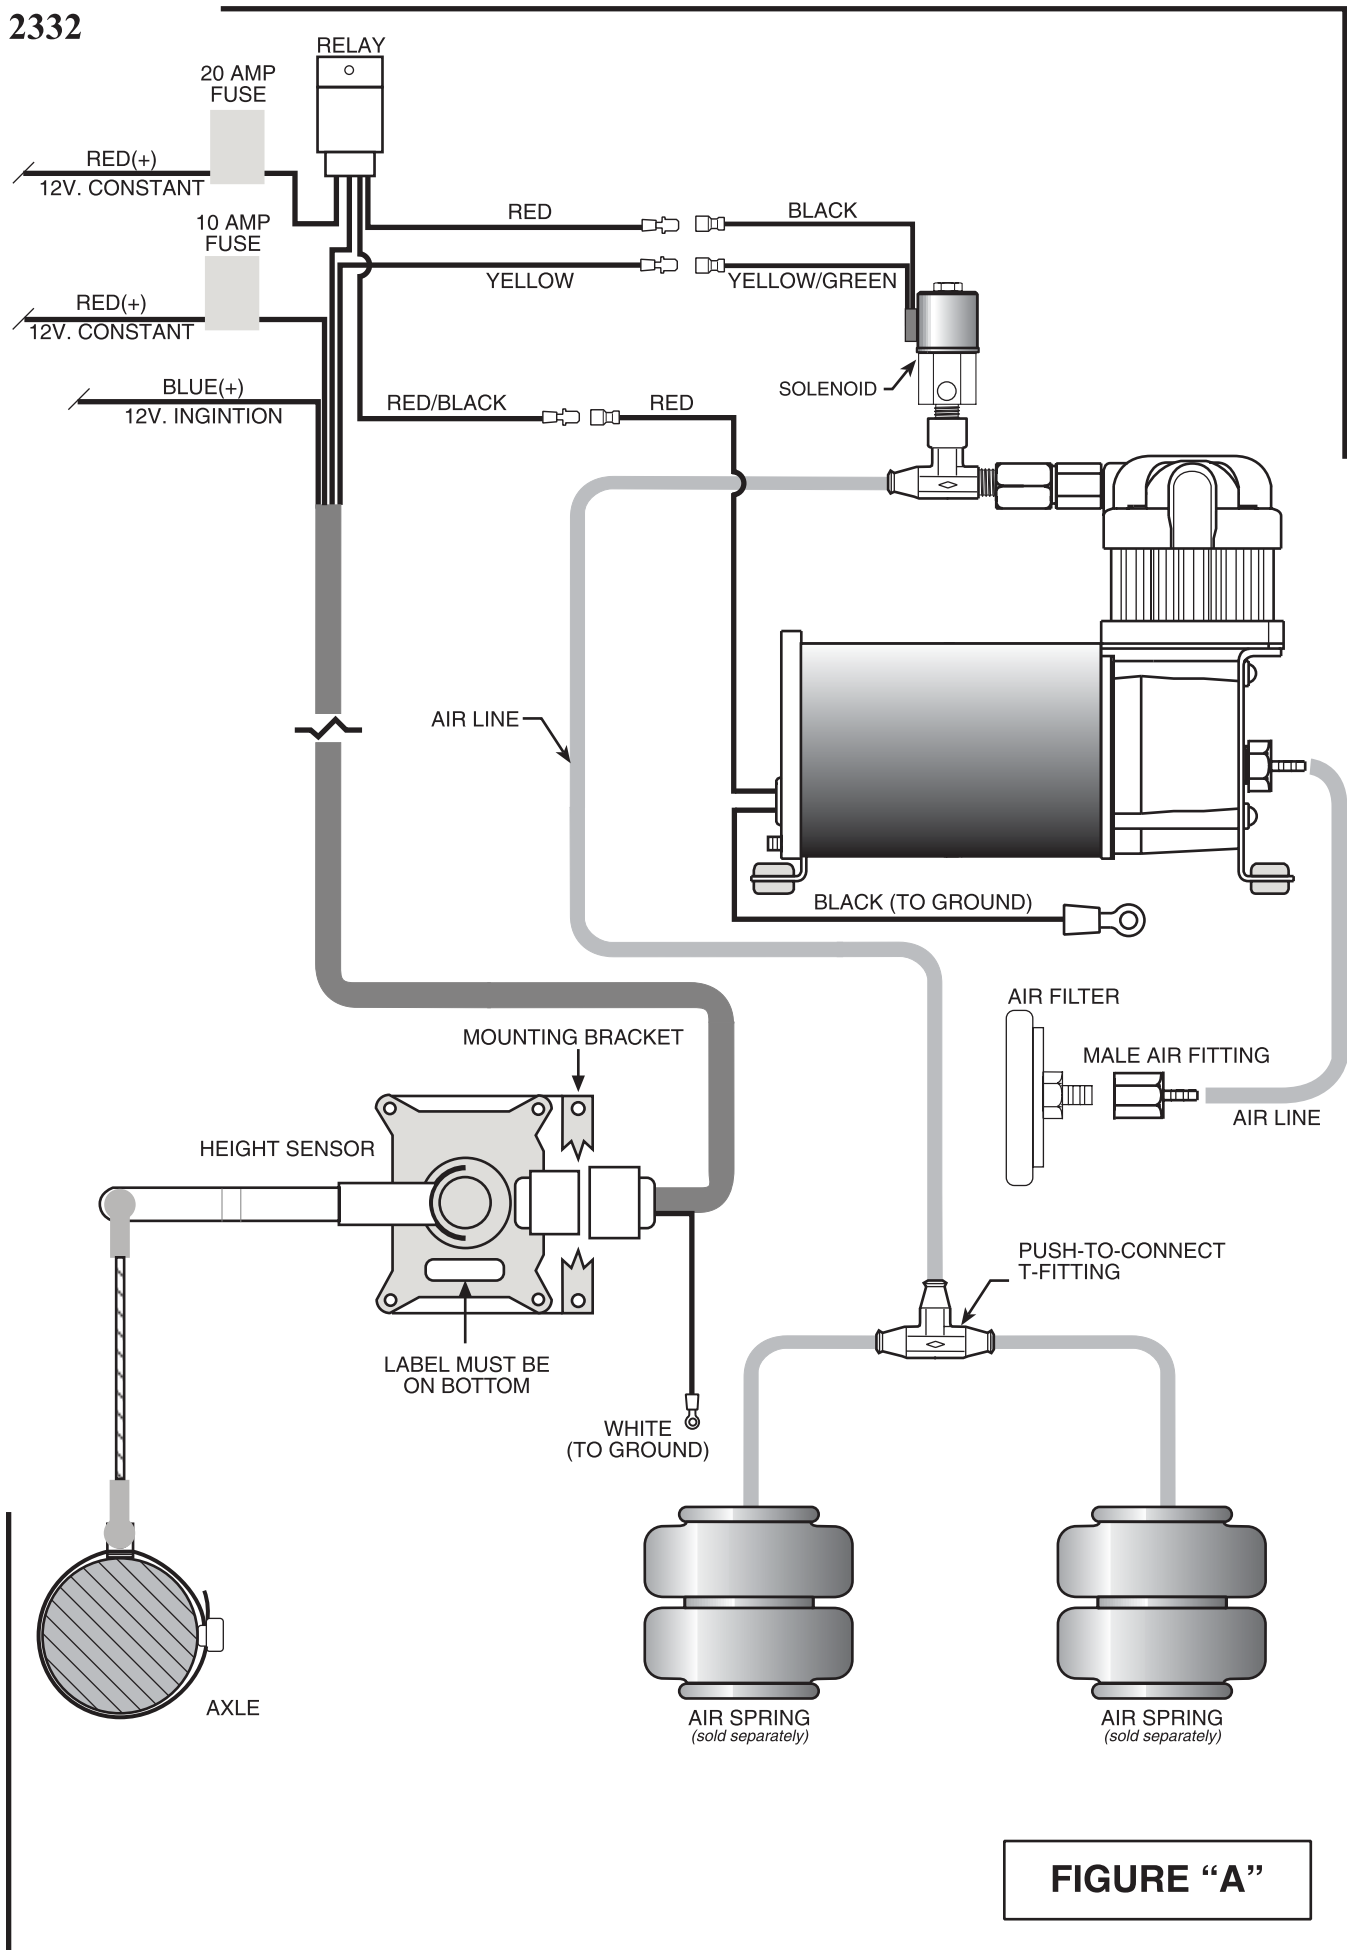 2332
RELAY
20 AMP
FUSE
RED(+)
12V. CONSTANT
10 AMP
FUSE
RED
BLACK
YELLOW
YELLOW/GREEN
RED(+)
12V. CONSTANT
BLUE(+)
12V. INGINTION
RED/BLACK
RED
SOLENOID
AIR LINE
BLACK (TO GROUND)
AIR FILTER
MALE AIR FITTING
AIR LINE
MOUNTING BRACKET
HEIGHT SENSOR
PUSH-TO-CONNECT
T-FITTING
LABEL MUST BE
ON BOTTOM
WHITE
(TO GROUND)
AXLE
AIR SPRING
(sold separately)
AIR SPRING
(sold separately)
FIGURE “A”